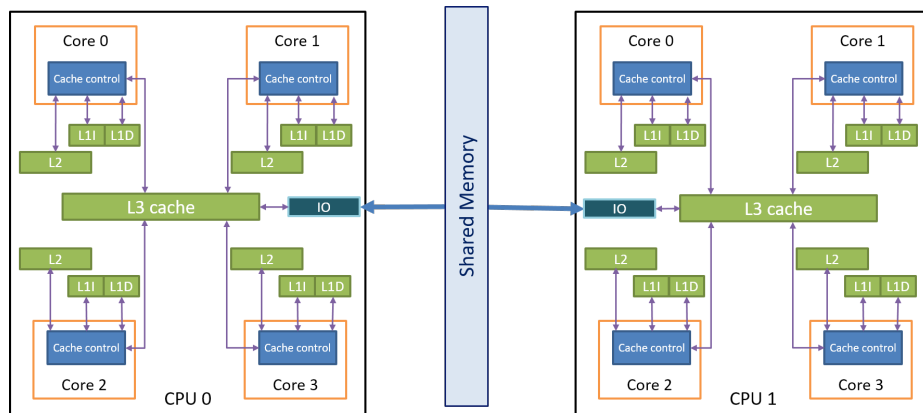 Core 0
Cache control
L1I
L1D
L2
Core 1
Cache control
L1I
L1D
L2
L3 cache
IO
L2
L1I
L1D
Cache control
Core 2
L2
L1I
L1D
Cache control
Core 3
CPU 0
Shared Memory
Core 0
Cache control
L1I
L1D
L2
Core 1
Cache control
L1I
L1D
L2
IO
L3 cache
L2
L1I
L1D
Cache control
Core 2
L2
L1I
L1D
Cache control
Core 3
CPU 1